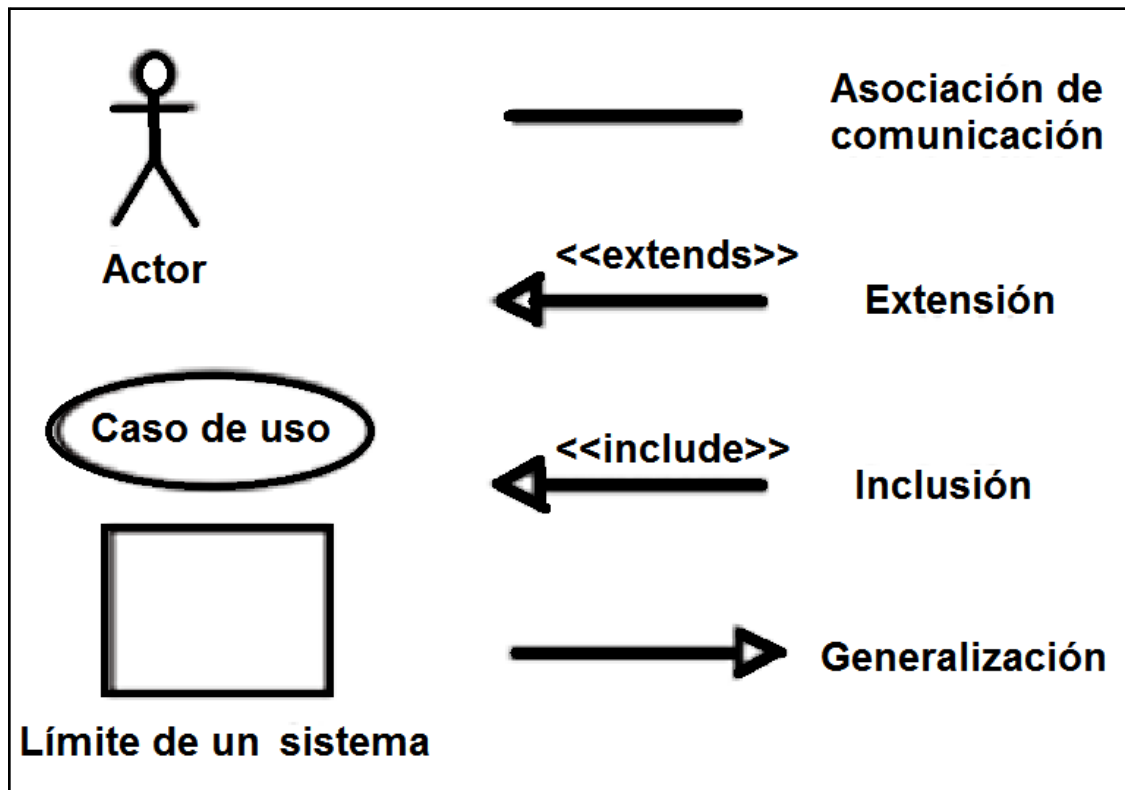 Actor
Caso de uso
Límite de un sistema
Asociación de
comunicación
<<extends>>
Extensión
<<include>>
Inclusión
Generalización